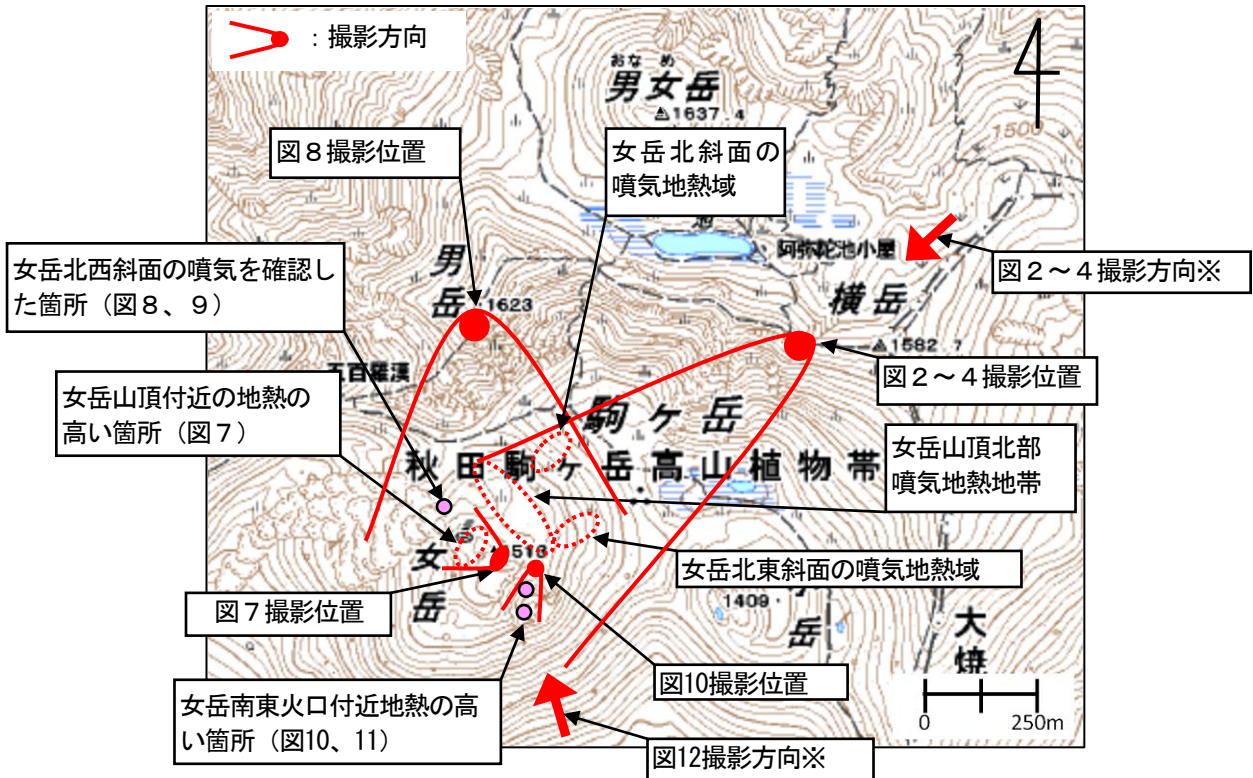 ：撮影方向
おなめ
男女岳
1637.4
図８撮影位置
女岳北斜面の
噴気地熱域
1500
池
阿弥陀池小屋
図２～４撮影方向※
女岳北西斜面の噴気を確認し
た箇所（図８、９）
男岳
1623
横岳
1582.7
五百羅漢
図２～４撮影位置
女岳山頂付近の地熱の
高い箇所（図７）
駒ヶ岳
女岳山頂北部
噴気地熱地帯
秋田駒ヶ岳高山植物帯
女岳
1513
女岳北東斜面の噴気地熱域
図７撮影位置
1409
小岳
大焼
図10撮影位置
女岳南東火口付近地熱の高
い箇所（図10、11）
0
250m
図12撮影方向※